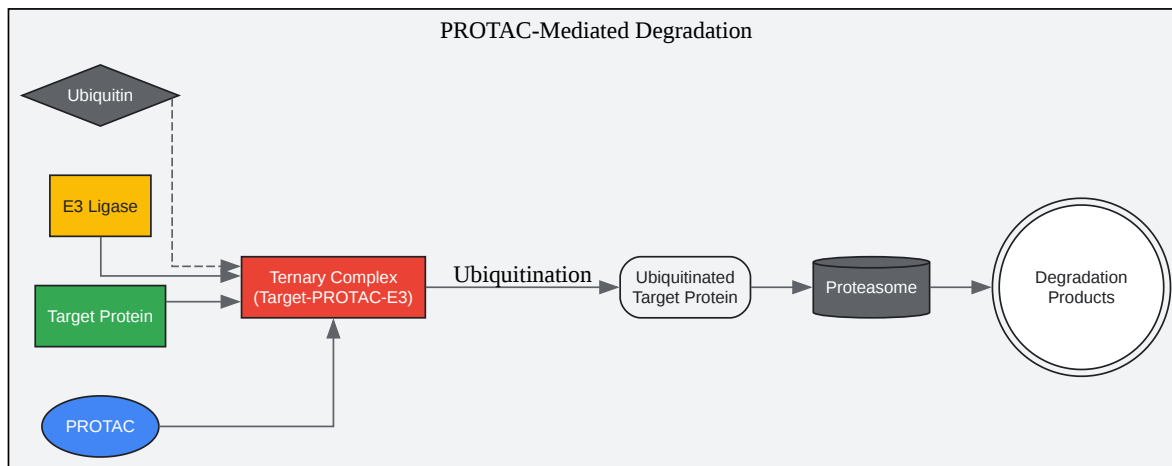 PROTAC-Mediated Degradation
Ubiquitin
E3 Ligase
Target Protein
PROTAC
Ternary Complex
(Target-PROTAC-E3)
Ubiquitination
Ubiquitinated
Target Protein
Proteasome
Degradation
Products